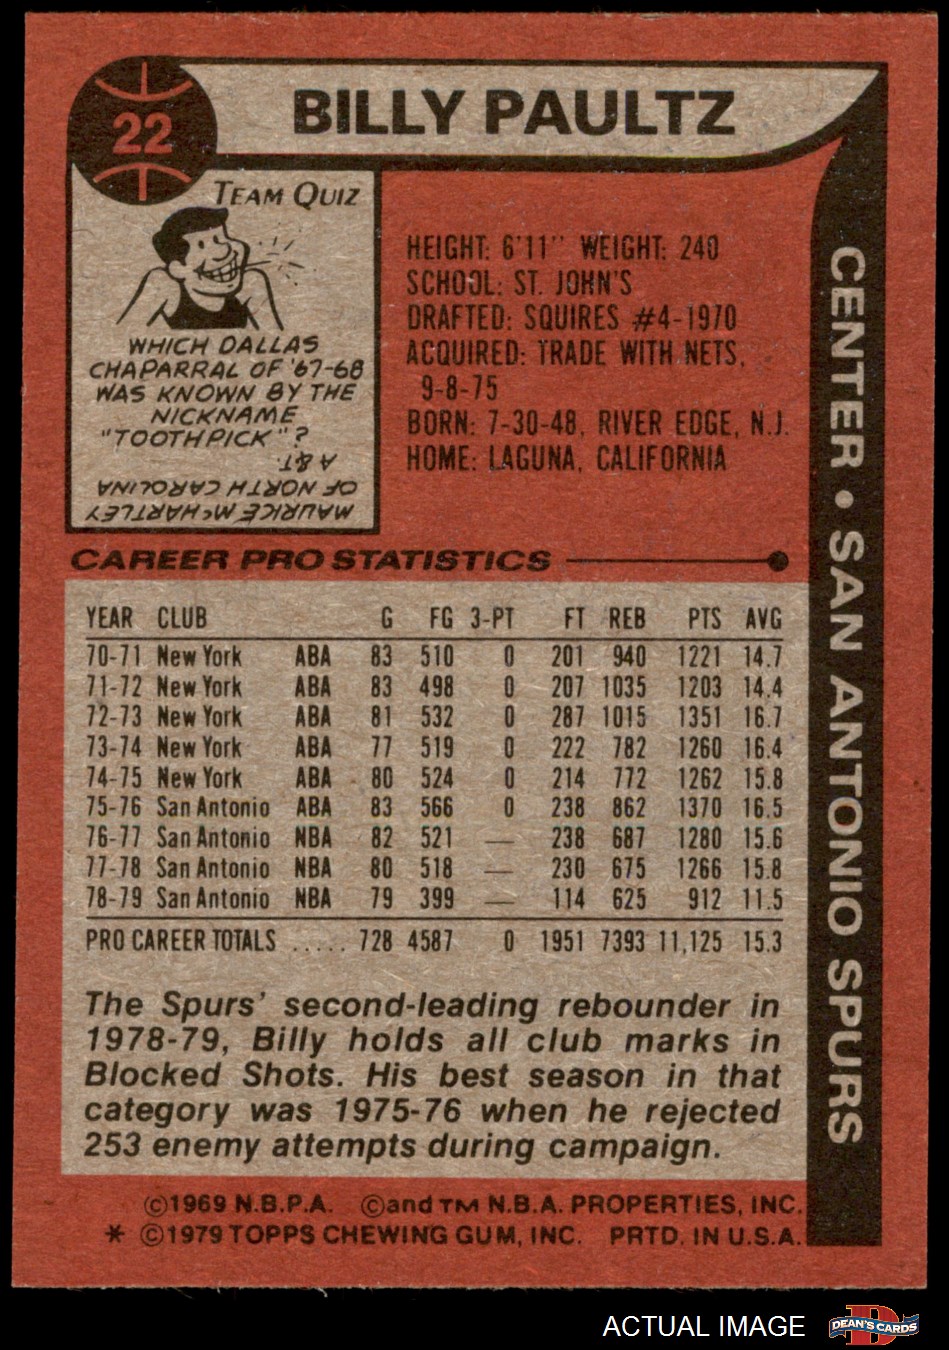 22
BILLY PAULTZ
TEAM QUIZ
WHICH DALLAS
CHAPARRAL OF '67-68
WAS KNOWN BY THE
NICKNAME
"TOOTHPICK"?
MAURICE McHARTLEY
OF NORTH CAROLINA
A & T.
HEIGHT: 6'11" WEIGHT: 240
SCHOOL: ST. JOHN'S
DRAFTED: SQUIRES #4-1970
ACQUIRED: TRADE WITH NETS,
9-8-75
BORN: 7-30-48, RIVER EDGE, N.J.
HOME: LAGUNA, CALIFORNIA
CENTER • SAN ANTONIO SPURS
CAREER PRO STATISTICS
YEAR CLUB G FG 3-PT FT REB PTS AVG
70-71 New York ABA 83 510 0 201 940 1221 14.7
71-72 New York ABA 83 498 0 207 1035 1203 14.4
72-73 New York ABA 81 532 0 287 1015 1351 16.7
73-74 New York ABA 77 519 0 222 782 1260 16.4
74-75 New York ABA 80 524 0 214 772 1262 15.8
75-76 San Antonio ABA 83 566 0 238 862 1370 16.5
76-77 San Antonio NBA 82 521 — 238 687 1280 15.6
77-78 San Antonio NBA 80 518 — 230 675 1266 15.8
78-79 San Antonio NBA 79 399 — 114 625 912 11.5
PRO CAREER TOTALS ..... 728 4587 0 1951 7393 11,125 15.3
The Spurs' second-leading rebounder in
1978-79, Billy holds all club marks in
Blocked Shots. His best season in that
category was 1975-76 when he rejected
253 enemy attempts during campaign.
©1969 N.B.P.A. ©and TM N.B.A. PROPERTIES, INC.
* ©1979 TOPPS CHEWING GUM, INC. PRTD. IN U.S.A.
ACTUAL IMAGE
D
DEAN'S CARDS